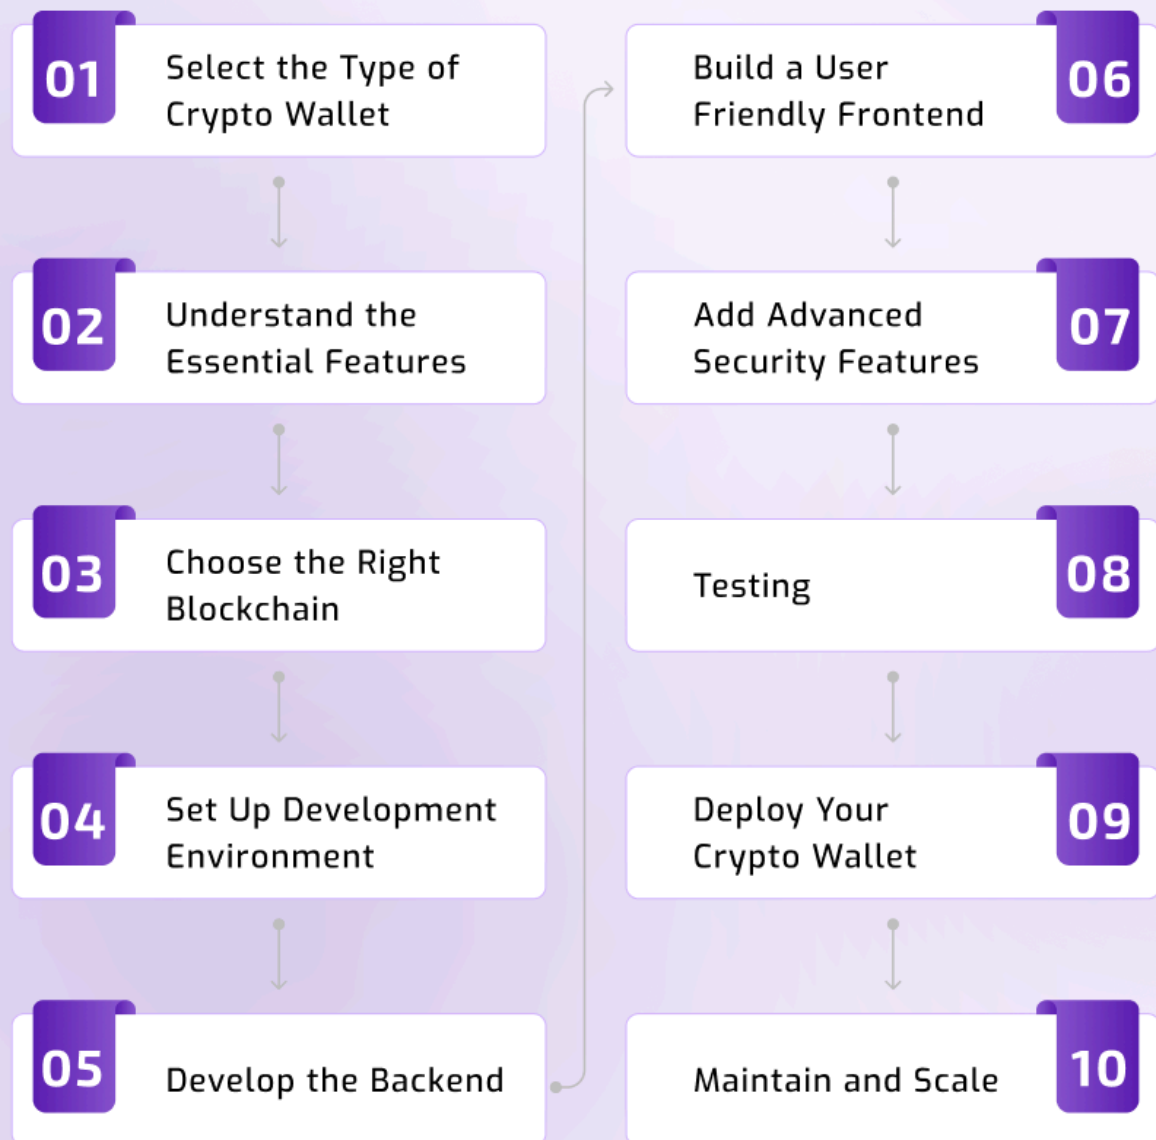 01
Select the Type of
Crypto Wallet
02
Understand the
Essential Features
03
Choose the Right
Blockchain
04
Set Up Development
Environment
05
Develop the Backend
06
Build a User
Friendly Frontend
07
Add Advanced
Security Features
08
Testing
09
Deploy Your
Crypto Wallet
10
Maintain and Scale